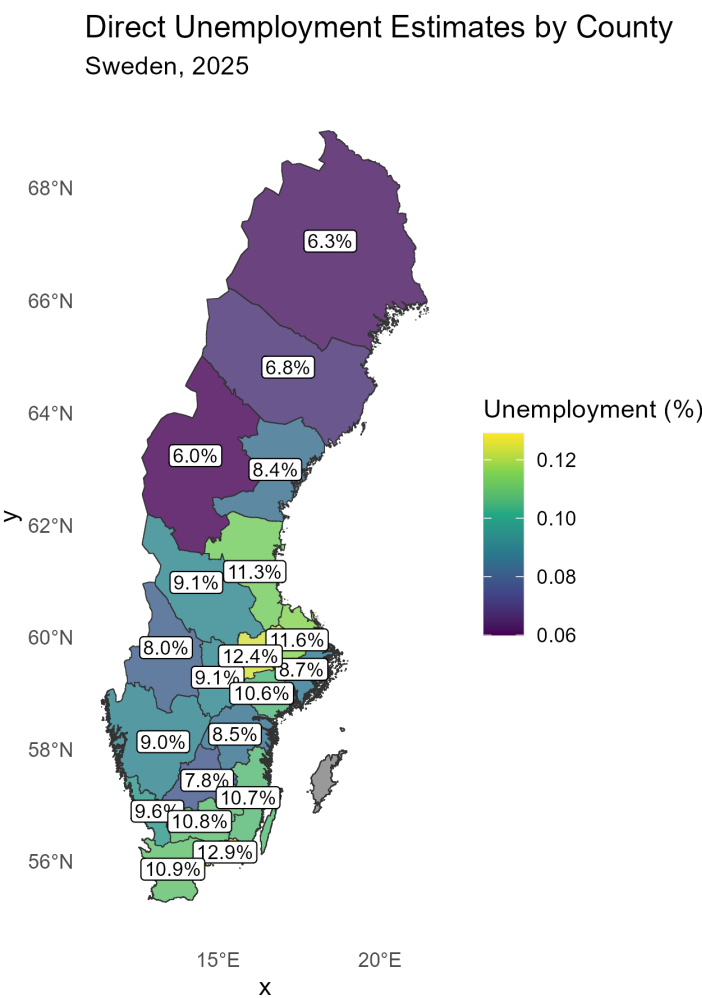 Direct Unemployment Estimates by County
Sweden, 2025
68°N
6.3%
66°N
6.8%
64°N
6.0%
8.4%
62°N
11.3%
9.1%
60°N
11.6%
8.0%
12.4%
8.7%
9.1%
10.6%
58°N
8.5%
9.0%
7.8%
10.7%
9.6%
10.8%
56°N
12.9%
10.9%
15°E
20°E
x
y
Unemployment (%)
0.12
0.10
0.08
0.06